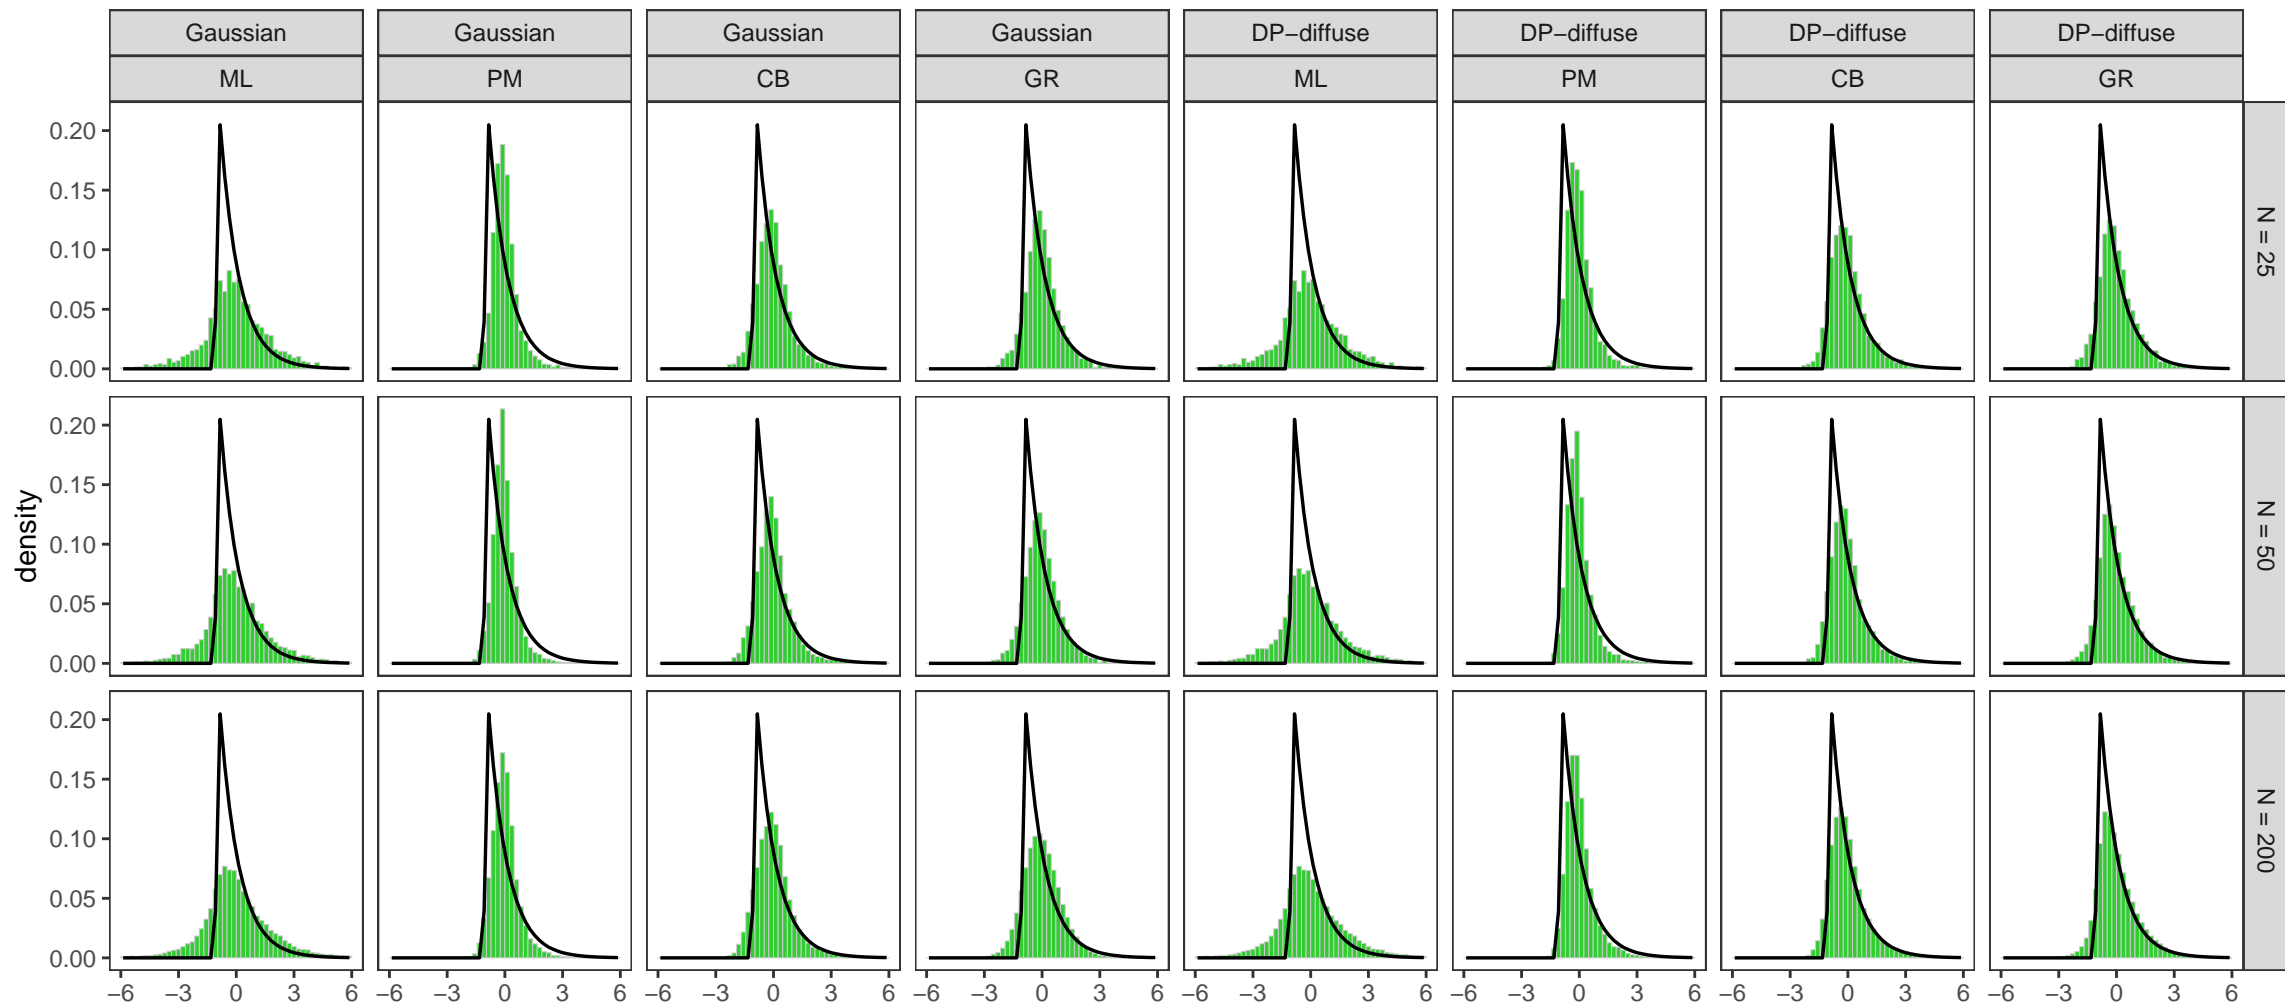 Gaussian Gaussian Gaussian Gaussian DP−diffuse DP−diffuse DP−diffuse DP−diffuse
ML PM CB GR ML PM CB GR
0.20
0.15
0.10
0.05
0.00
N = 25
0.20
0.15
0.10
0.05
0.00
N = 50
density
0.20
0.15
0.10
0.05
0.00
N = 200
−6 −3 0 3 6 −6 −3 0 3 6 −6 −3 0 3 6 −6 −3 0 3 6 −6 −3 0 3 6 −6 −3 0 3 6 −6 −3 0 3 6 −6 −3 0 3 6